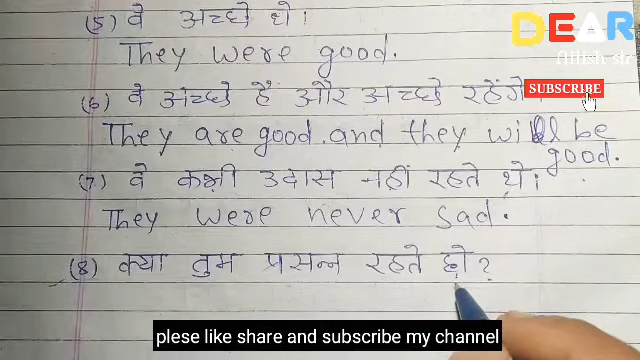 (5) वे अच्छे थे।
DEAR
They were good.
Atlish sir
SUBSCRIBE
(6) वे अच्छे हैं और अच्छे रहेंगे।
They are good. and they will be
good.
(7) वे कभी उदास नहीं रहते थे।
They were never sad.
(8) क्या तुम प्रसन्न रहते हो?
plese like share and subscribe my channel